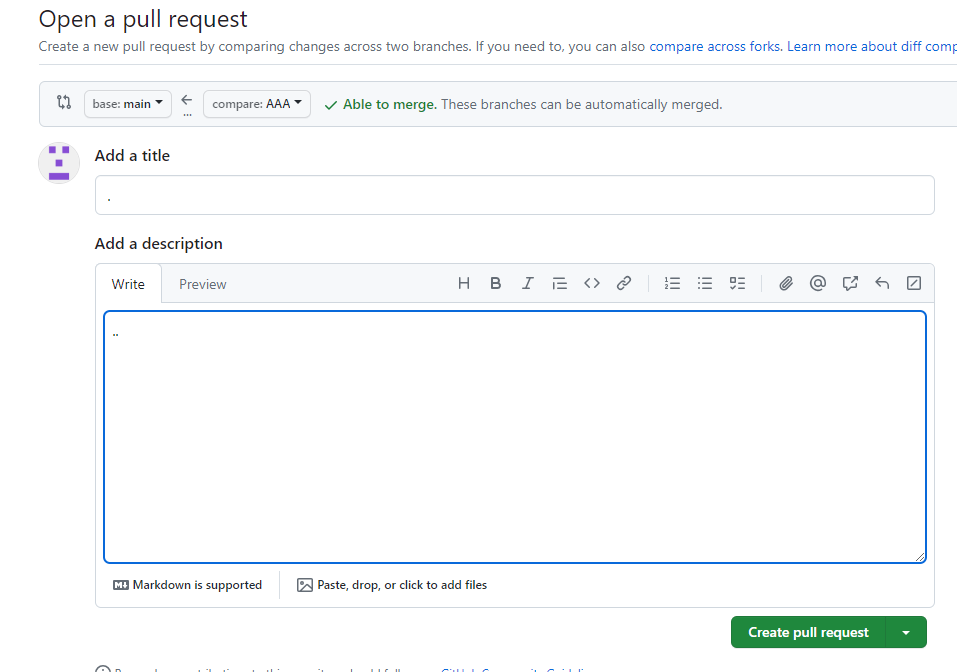 Open a pull request
Create a new pull request by comparing changes across two branches. If you need to, you can also compare across forks. Learn more about diff
base: main compare: AAA Able to merge. These branches can be automatically merged.
Add a title
.
Add a description
Write Preview H B I
..
Markdown is supported Paste, drop, or click to add files
Create pull request